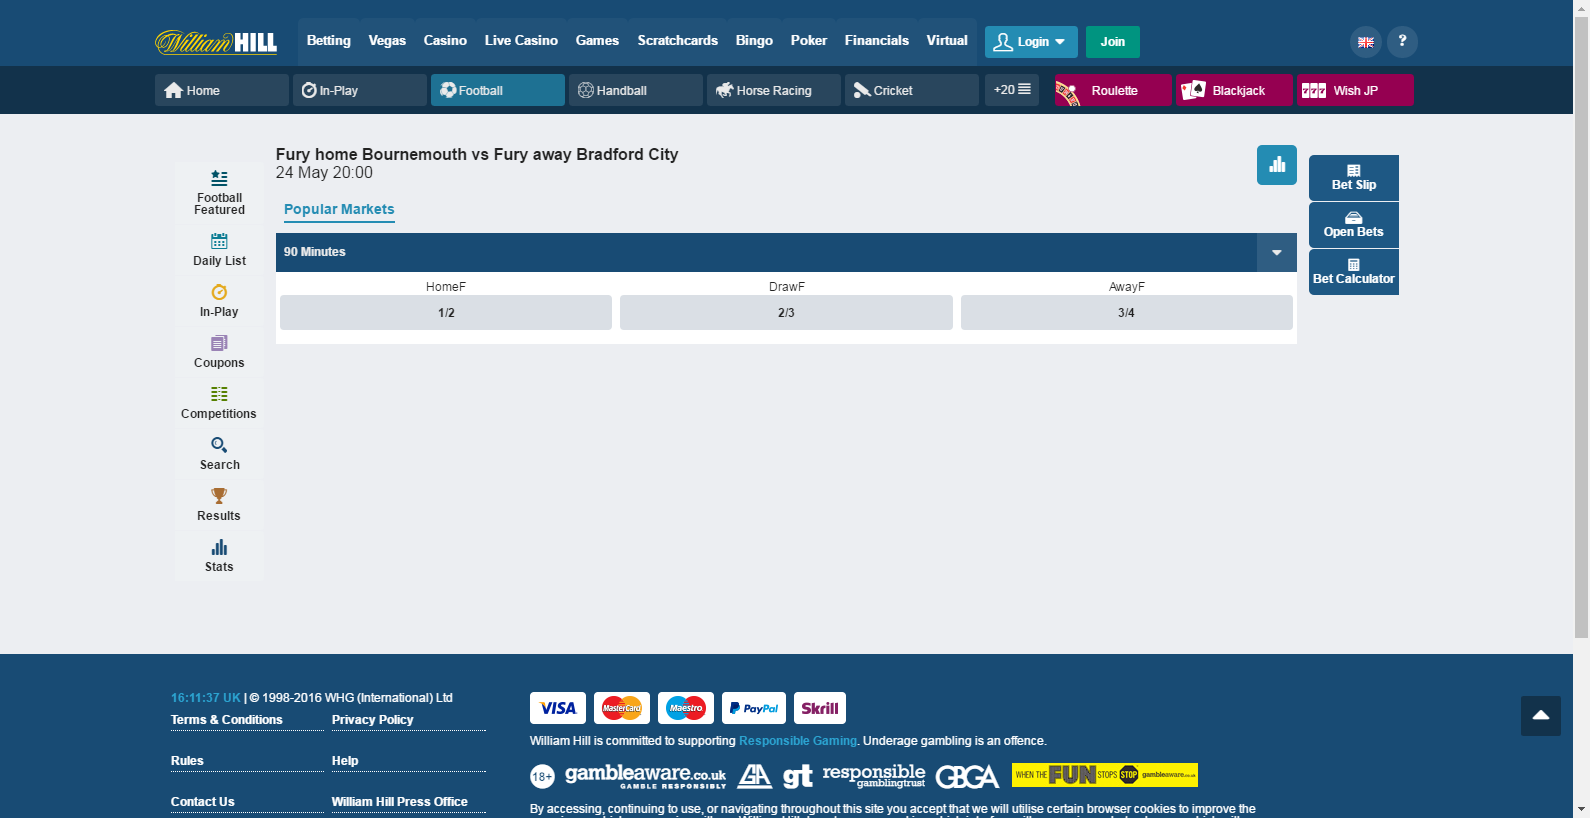 William HILL
Betting Vegas Casino Live Casino Games Scratchcards Bingo Poker Financials Virtual
Login
Join
?
Home
In-Play
Football
Handball
Horse Racing
Cricket
+20
Roulette
Blackjack
Wish JP
Fury home Bournemouth vs Fury away Bradford City
24 May 20:00
Popular Markets
90 Minutes
HomeF DrawF AwayF
1/2 2/3 3/4
Football
Featured
Daily List
In-Play
Coupons
Competitions
Search
Results
Stats
Bet Slip
Open Bets
Bet Calculator
16:11:37 UK | © 1998-2016 WHG (International) Ltd
Terms & Conditions Privacy Policy
Rules Help
Contact Us William Hill Press Office
VISA MasterCard Maestro PayPal Skrill
William Hill is committed to supporting Responsible Gaming. Underage gambling is an offence.
18+
gambleaware.co.uk
GAMBLE RESPONSIBLY
gt
responsible
gamblingtrust
GBGA
WHEN THE FUN STOPS STOP gambleaware.co.uk
By accessing, continuing to use, or navigating throughout this site you accept that we will utilise certain browser cookies to improve the